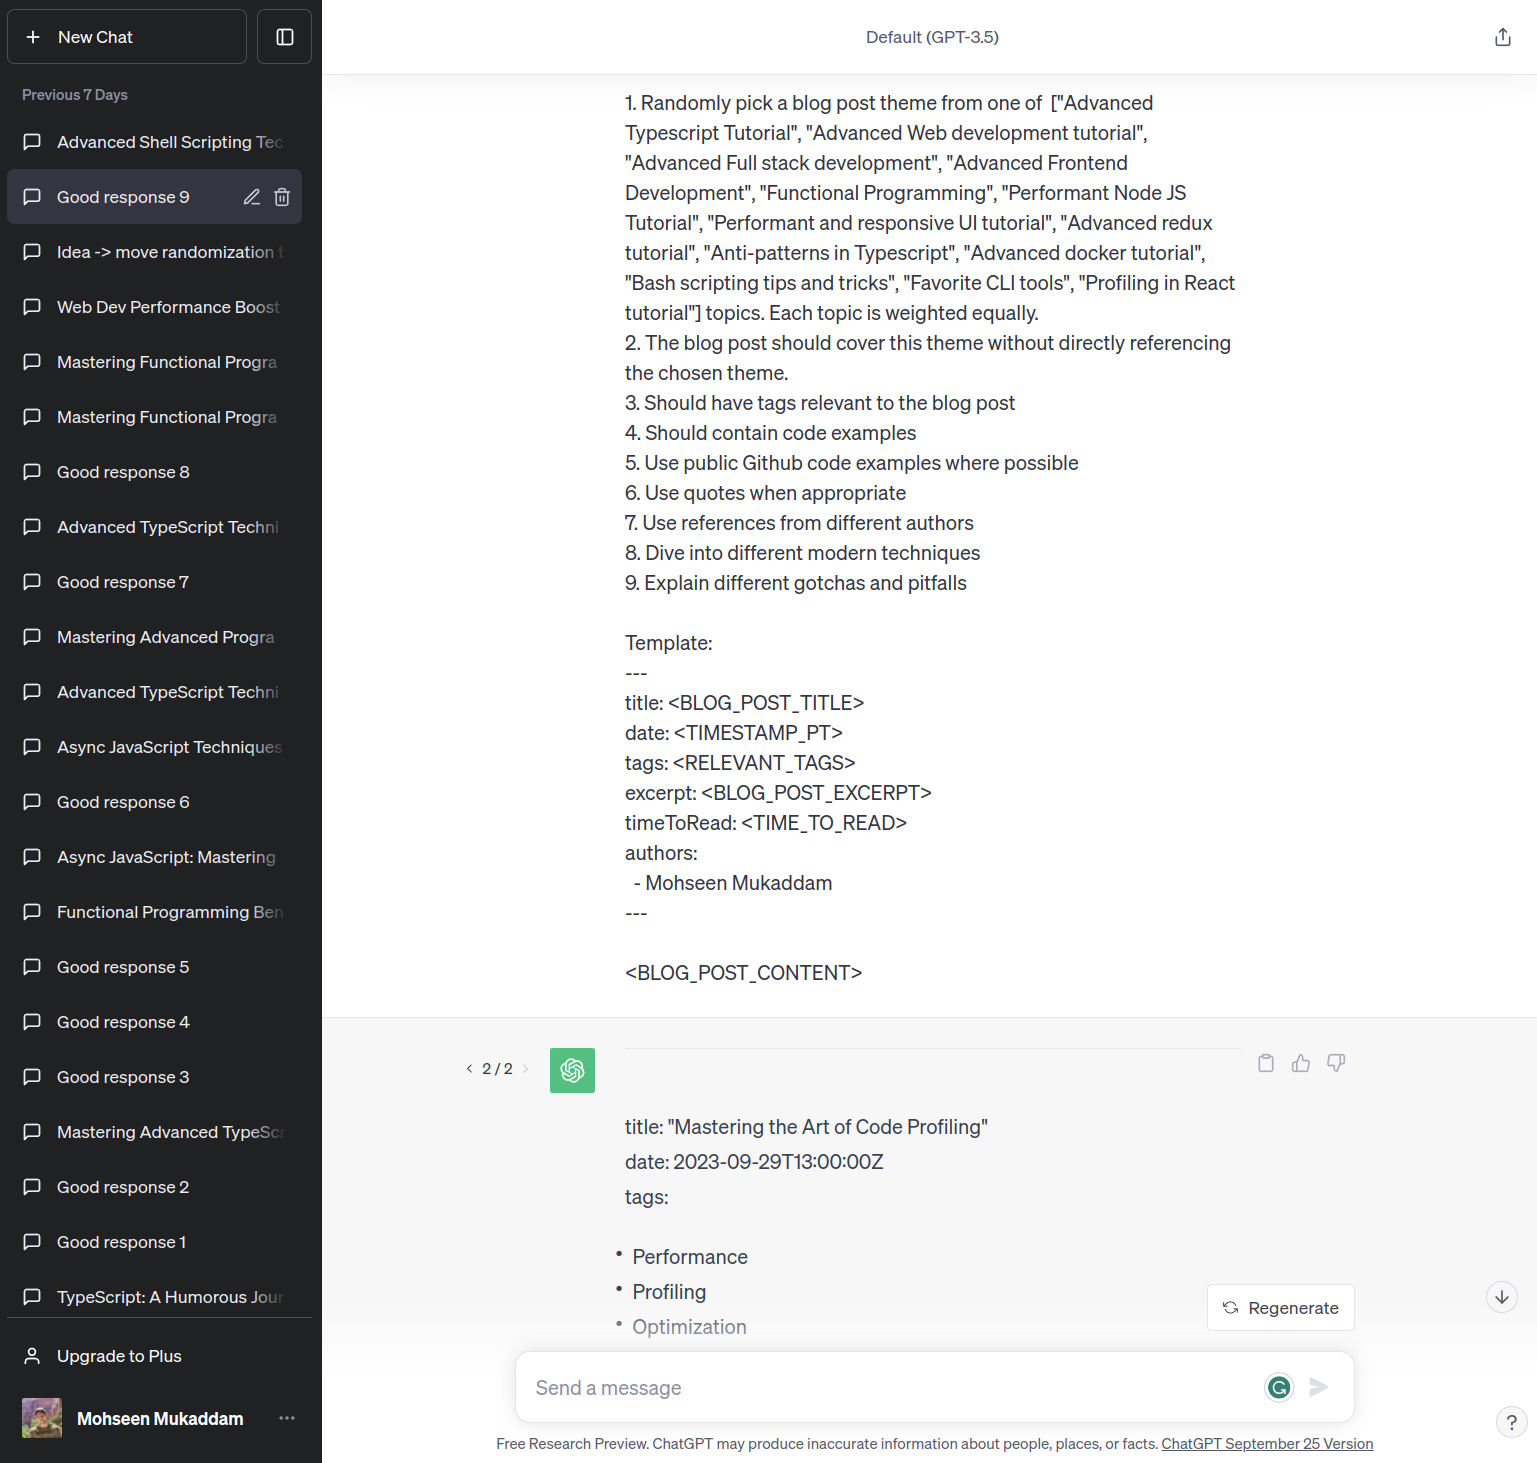 New Chat
Previous 7 Days
Advanced Shell Scripting Tec
Good response 9
Idea -> move randomization t
Web Dev Performance Boost
Mastering Functional Progra
Mastering Functional Progra
Good response 8
Advanced TypeScript Techni
Good response 7
Mastering Advanced Progra
Advanced TypeScript Techni
Async JavaScript Techniques
Good response 6
Async JavaScript: Mastering
Functional Programming Ben
Good response 5
Good response 4
Good response 3
Mastering Advanced TypeScr
Good response 2
Good response 1
TypeScript: A Humorous Jour
Upgrade to Plus
Mohseen Mukaddam
Default (GPT-3.5)
1. Randomly pick a blog post theme from one of ["Advanced
Typescript Tutorial", "Advanced Web development tutorial",
"Advanced Full stack development", "Advanced Frontend
Development", "Functional Programming", "Performant Node JS
Tutorial", "Performant and responsive UI tutorial", "Advanced redux
tutorial", "Anti-patterns in Typescript", "Advanced docker tutorial",
"Bash scripting tips and tricks", "Favorite CLI tools", "Profiling in React
tutorial"] topics. Each topic is weighted equally.
2. The blog post should cover this theme without directly referencing
the chosen theme.
3. Should have tags relevant to the blog post
4. Should contain code examples
5. Use public Github code examples where possible
6. Use quotes when appropriate
7. Use references from different authors
8. Dive into different modern techniques
9. Explain different gotchas and pitfalls
Template:
---
title: <BLOG_POST_TITLE>
date: <TIMESTAMP_PT>
tags: <RELEVANT_TAGS>
excerpt: <BLOG_POST_EXCERPT>
timeToRead: <TIME_TO_READ>
authors:
- Mohseen Mukaddam
---
<BLOG_POST_CONTENT>
2 / 2
title: "Mastering the Art of Code Profiling"
date: 2023-09-29T13:00:00Z
tags:
• Performance
• Profiling
• Optimization
Regenerate
Send a message
Free Research Preview. ChatGPT may produce inaccurate information about people, places, or facts. ChatGPT September 25 Version
?